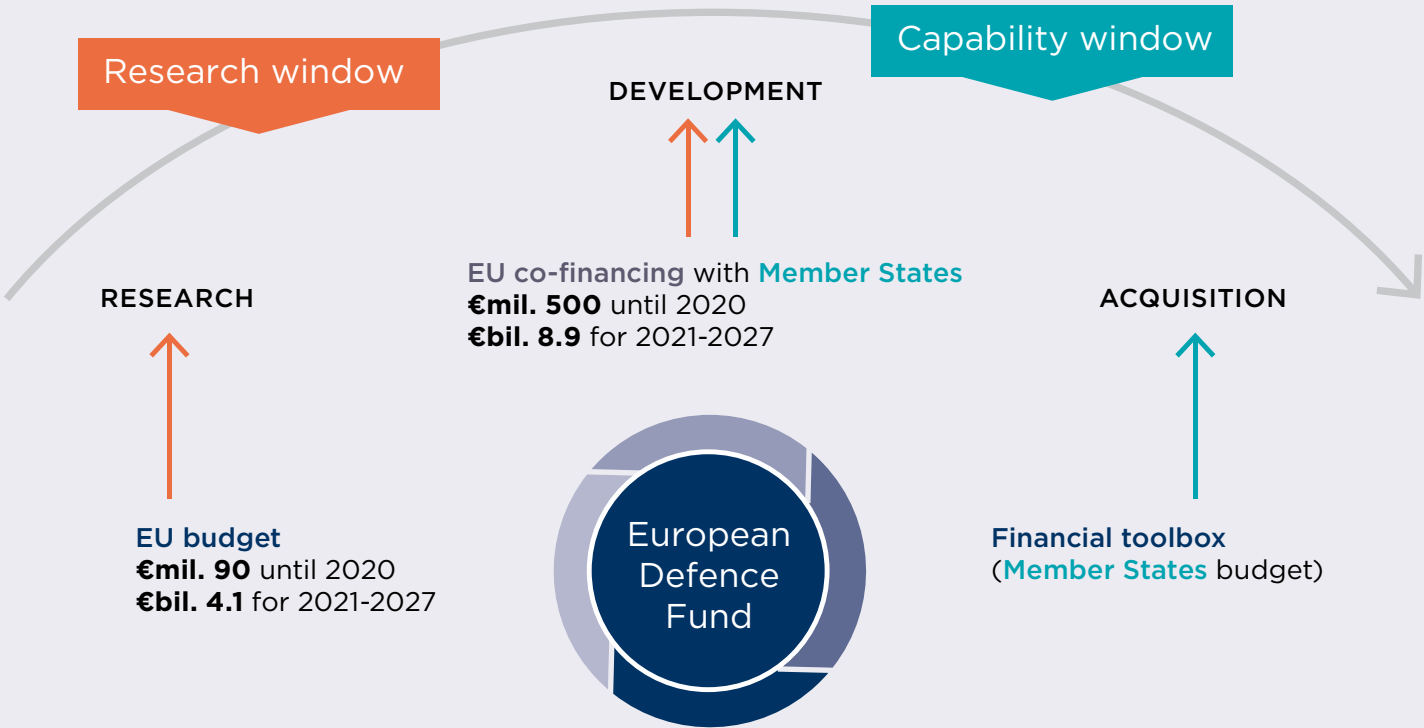 Research window
Capability window
DEVELOPMENT
EU co-financing with Member States
€mil. 500 until 2020
€bil. 8.9 for 2021-2027
RESEARCH
ACQUISITION
EU budget
€mil. 90 until 2020
€bil. 4.1 for 2021-2027
European
Defence
Fund
Financial toolbox
(Member States budget)